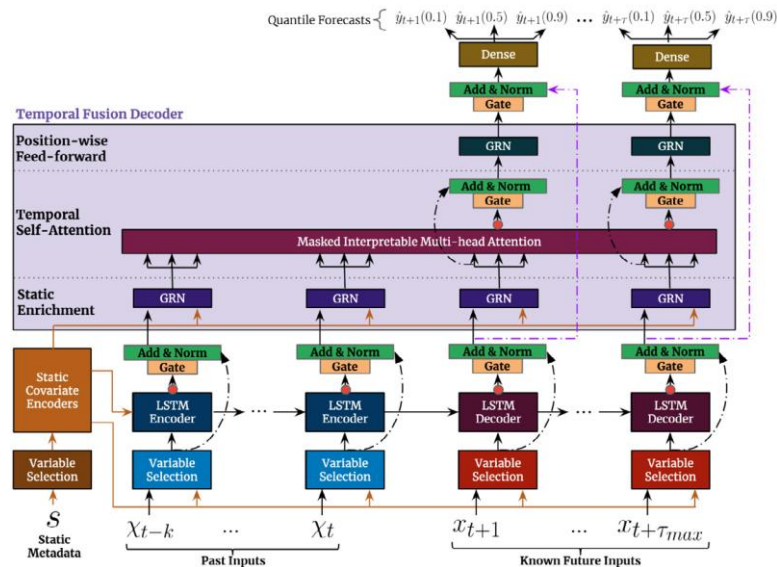 Quantile Forecasts { ŷt+1(0.1) ŷt+1(0.5) ŷt+1(0.9) ... ŷt+τ(0.1) ŷt+τ(0.5) ŷt+τ(0.9)
Dense Dense
Add & Norm Add & Norm
Gate Gate
Temporal Fusion Decoder
Position-wise
Feed-forward
GRN GRN
Add & Norm Add & Norm
Gate Gate
Temporal
Self-Attention
Masked Interpretable Multi-head Attention
Static
Enrichment
GRN GRN GRN GRN
Add & Norm Add & Norm Add & Norm Add & Norm
Gate Gate Gate Gate
Static
Covariate
Encoders
LSTM
Encoder
...
LSTM
Encoder
LSTM
Decoder
...
LSTM
Decoder
Variable
Selection
Variable
Selection
Variable
Selection
Variable
Selection
Variable
Selection
s
Static
Metadata
χt−k ... χt xt+1 ... xt+τmax
Past Inputs Known Future Inputs